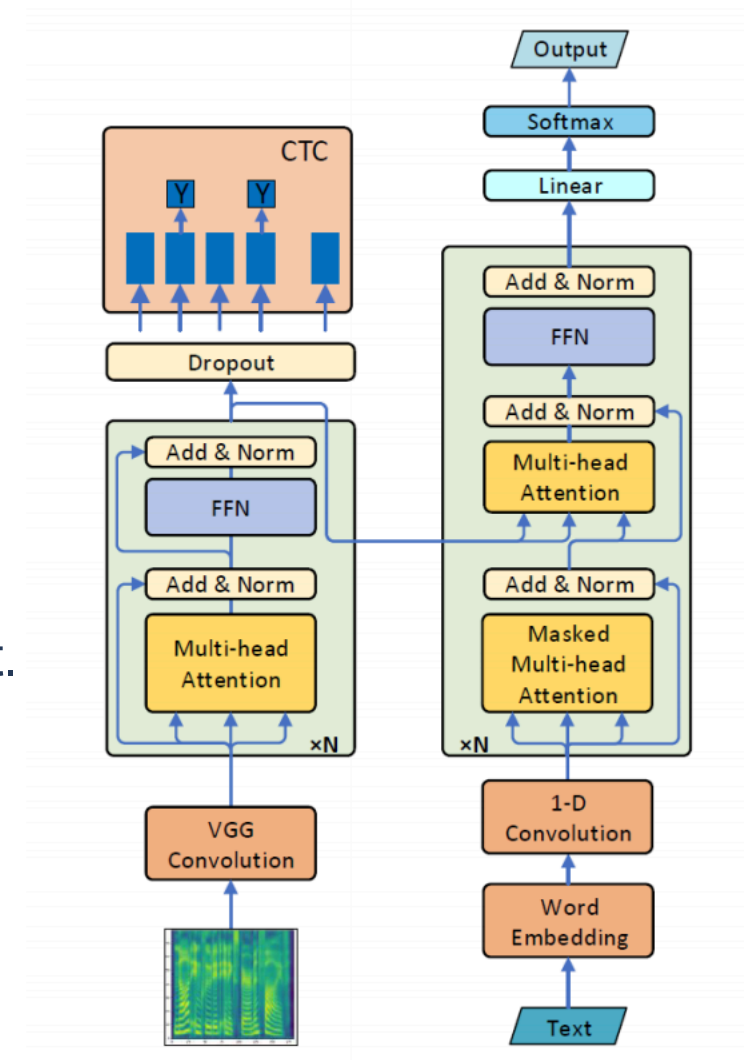 CTC
Y
Y
Dropout
Add & Norm
FFN
Add & Norm
Multi-head
Attention
×N
VGG
Convolution
Output
Softmax
Linear
Add & Norm
FFN
Add & Norm
Multi-head
Attention
Add & Norm
Masked
Multi-head
Attention
×N
1-D
Convolution
Word
Embedding
Text